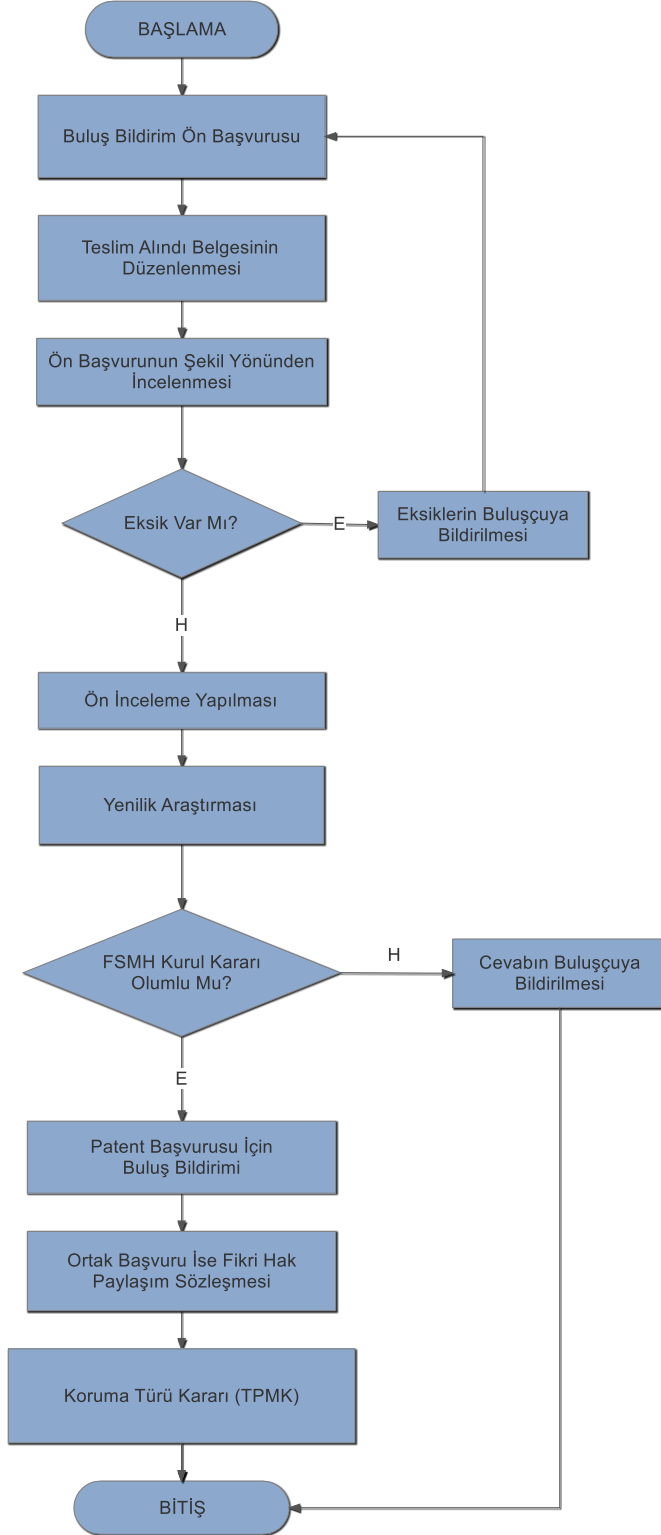 BAŞLAMA
Buluş Bildirim Ön Başvurusu
Teslim Alındı Belgesinin
Düzenlenmesi
Ön Başvurunun Şekil Yönünden
İncelenmesi
Eksik Var Mı?
E
Eksiklerin Buluşçuya
Bildirilmesi
H
Ön İnceleme Yapılması
Yenilik Araştırması
FSMH Kurul Kararı
Olumlu Mu?
H
Cevabın Buluşçuya
Bildirilmesi
E
Patent Başvurusu İçin
Buluş Bildirimi
Ortak Başvuru İse Fikri Hak
Paylaşım Sözleşmesi
Koruma Türü Kararı (TPMK)
BİTİŞ